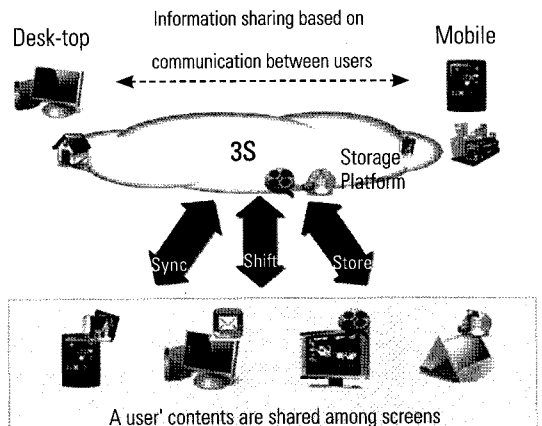 Information sharing based on
Desk-top
Mobile
communication between users
3S
Storage
Platform
Sync
Shift
Store
A user' contents are shared among screens